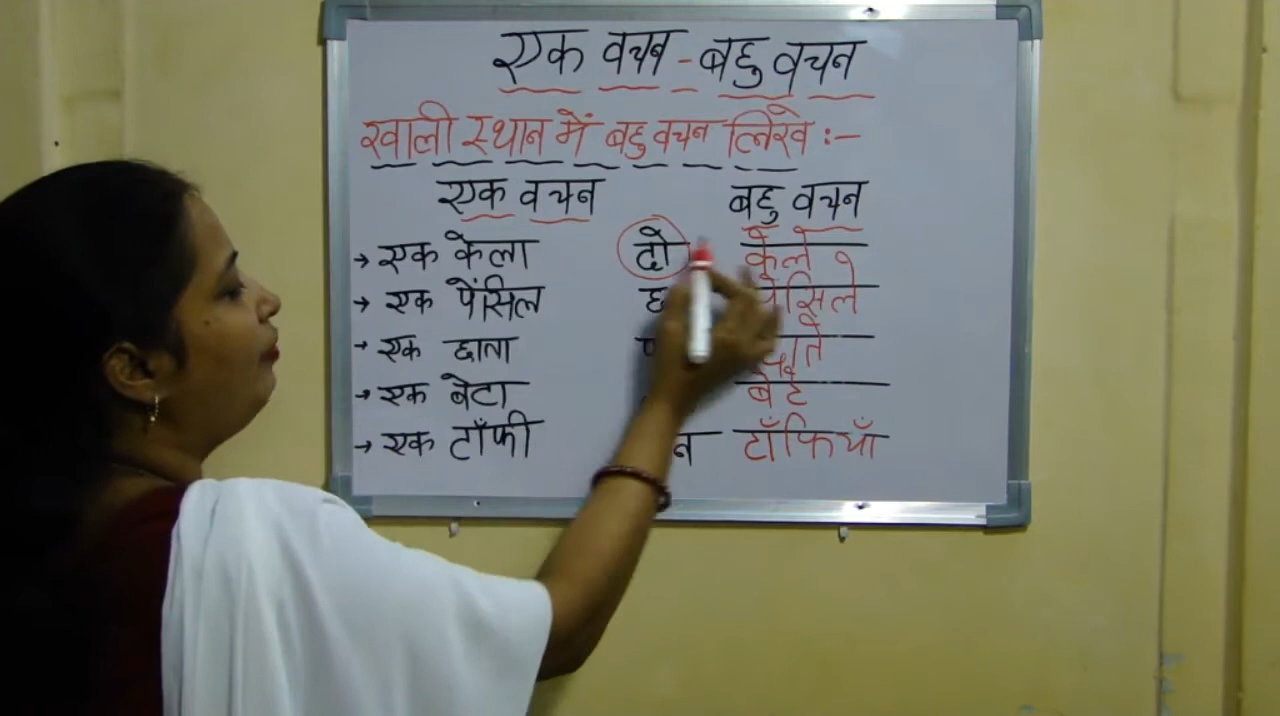 एक वचन - बहु वचन
खाली स्थान में बहु वचन लिखे :-
एक वचन बहु वचन
→ एक केला दो केले
→ एक पेंसिल पेंसिले
→ एक छाता छाते
→ एक बेटा बेटे
→ एक टॉंफी टॉंफियाँ